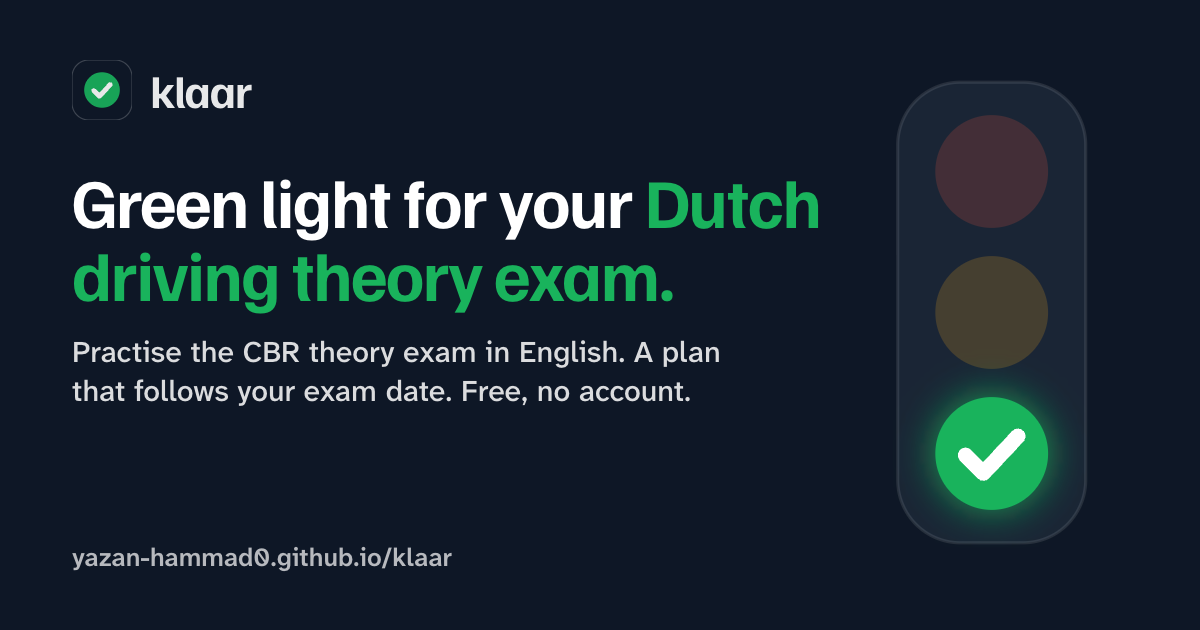 klaar
Green light for your Dutch
driving theory exam.
Practise the CBR theory exam in English. A plan
that follows your exam date. Free, no account.
yazan-hammad0.github.io/klaar